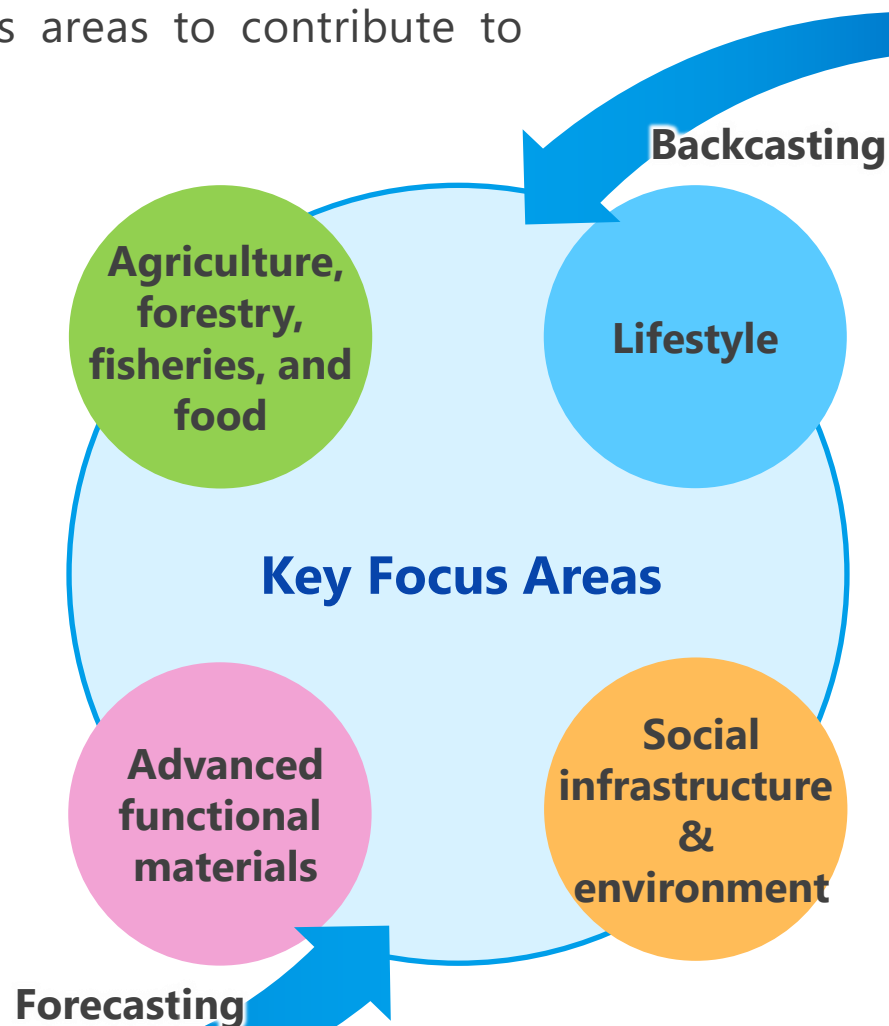 s areas to contribute to
Backcasting
Agriculture,
forestry,
fisheries, and
food
Lifestyle
Key Focus Areas
Advanced
functional
materials
Social
infrastructure
&
environment
Forecasting